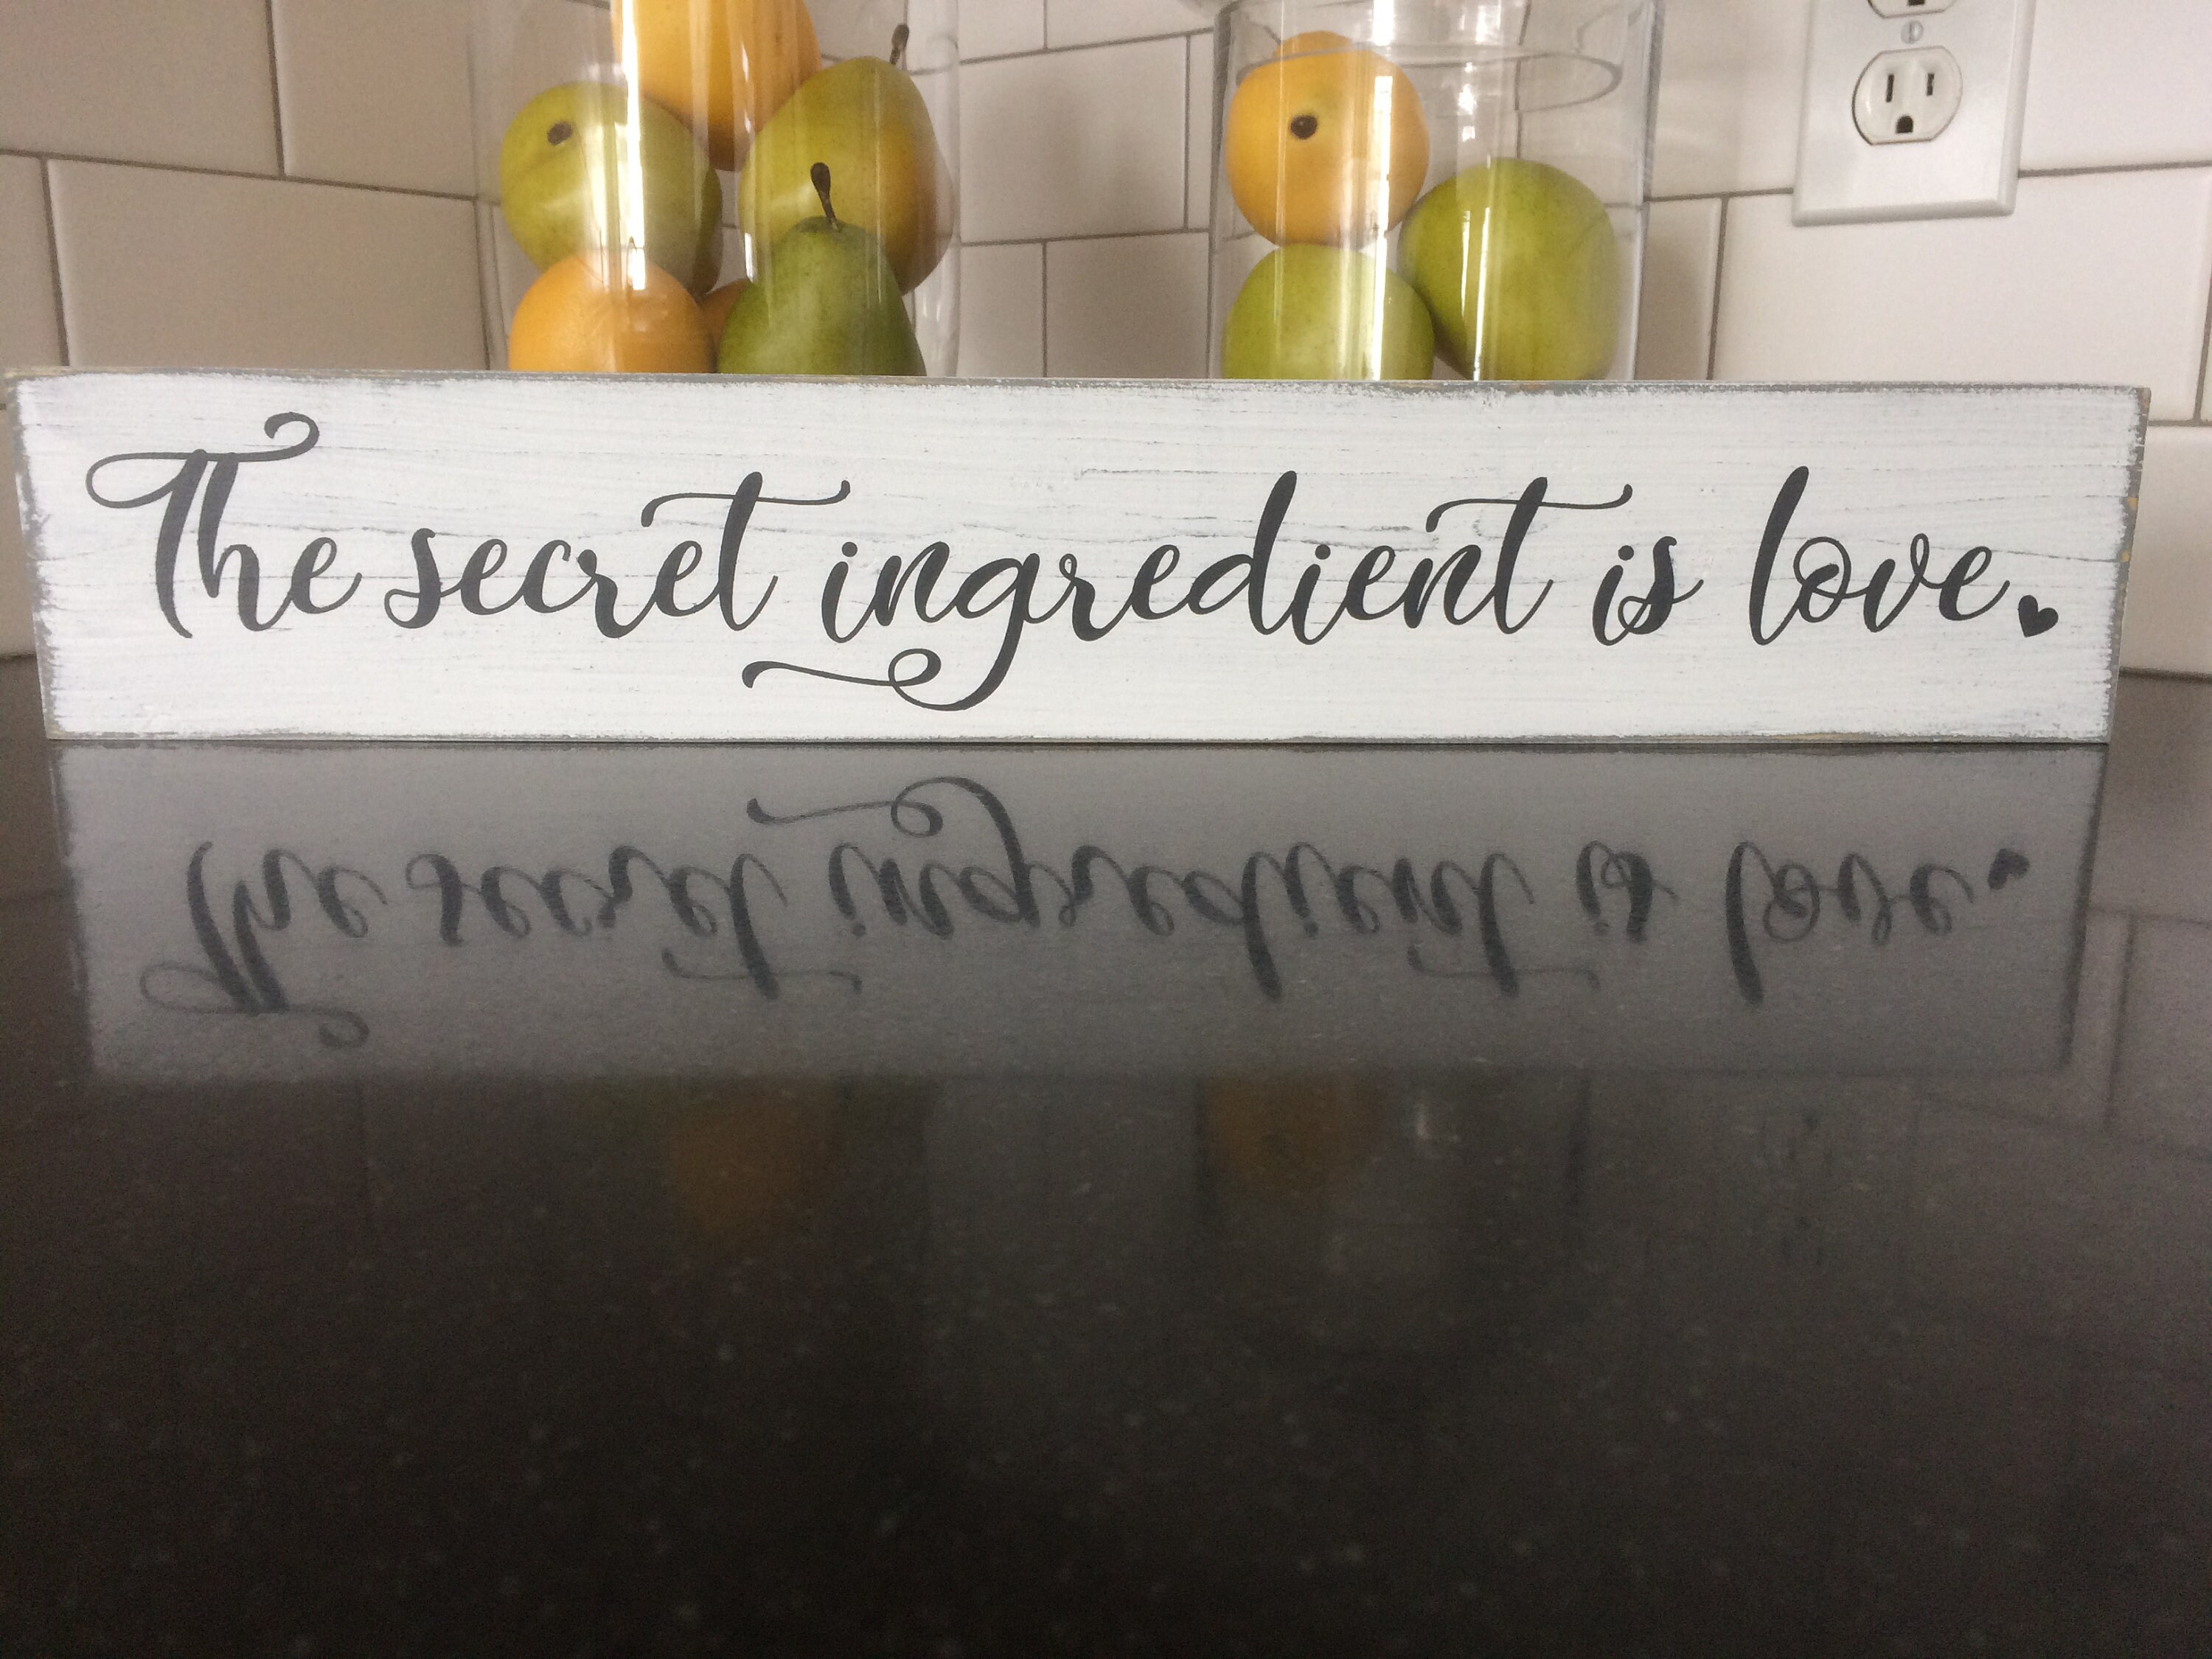 The secret ingredient is love.